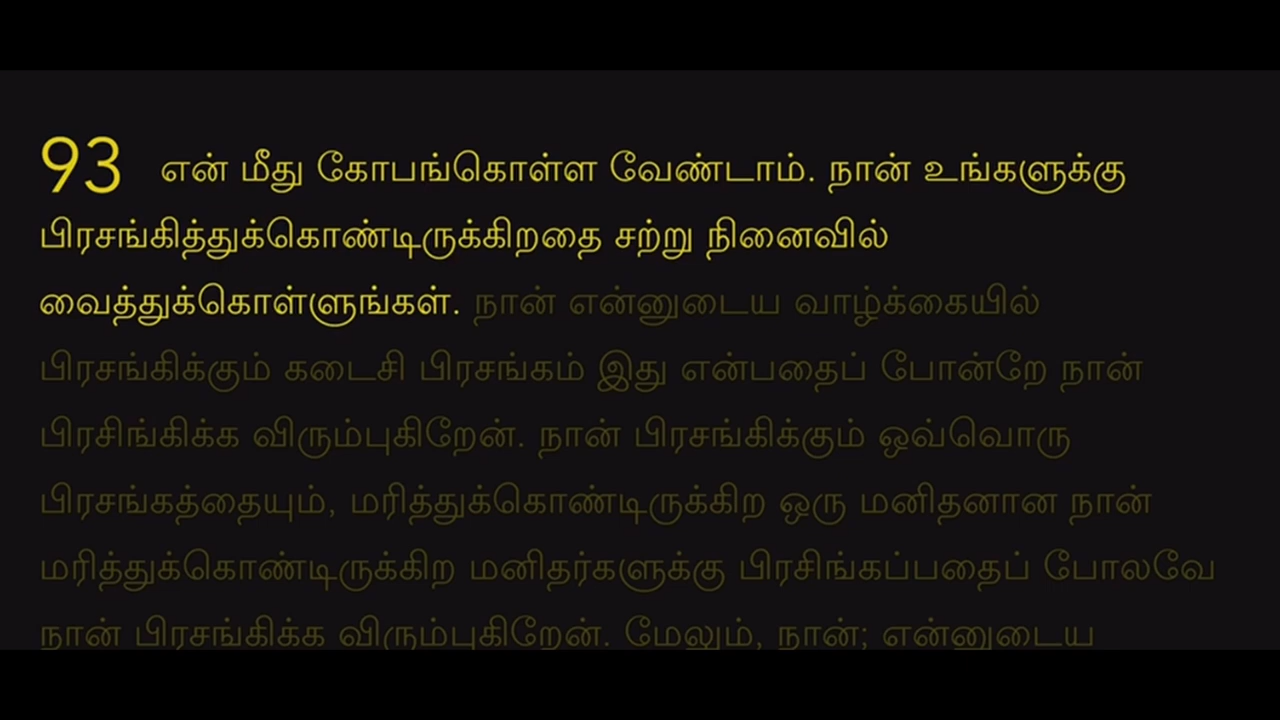 93 என் மீது கோபங்கொள்ள வேண்டாம். நான் உங்களுக்கு
பிரசங்கித்துக்கொண்டிருக்கிறதை சற்று நினைவில்
வைத்துக்கொள்ளுங்கள். நான் என்னுடைய வாழ்க்கையில்
பிரசங்கிக்கும் கடைசி பிரசங்கம் இது என்பதைப் போன்றே நான்
பிரசிங்கிக்க விரும்புகிறேன். நான் பிரசங்கிக்கும் ஒவ்வொரு
பிரசங்கத்தையும், மரித்துக்கொண்டிருக்கிற ஒரு மனிதனான நான்
மரித்துக்கொண்டிருக்கிற மனிதர்களுக்கு பிரசிங்கப்பதைப் போலவே
நான் பிரசங்கிக்க விரும்புகிறேன். மேலும், நான்; என்னுடைய